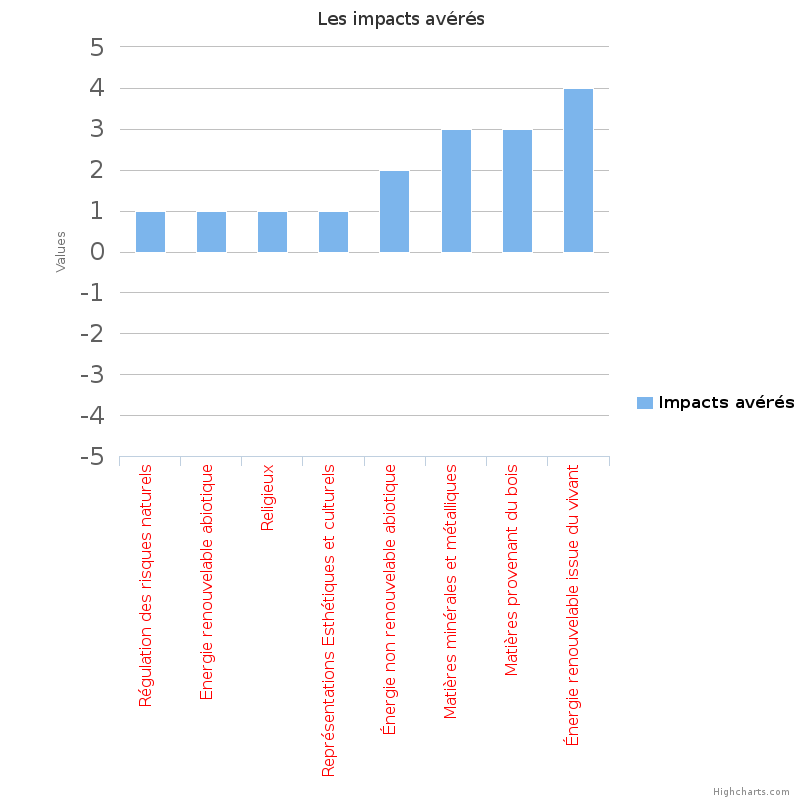 Les impacts avérés
Values
5
4
3
2
1
0
-1
-2
-3
-4
-5
Régulation des risques naturels
Energie renouvelable abiotique
Religieux
Représentations Esthétiques et culturels
Énergie non renouvelable abiotique
Matières minérales et métalliques
Matières provenant du bois
Énergie renouvelable issue du vivant
Impacts avérés
Highcharts.com